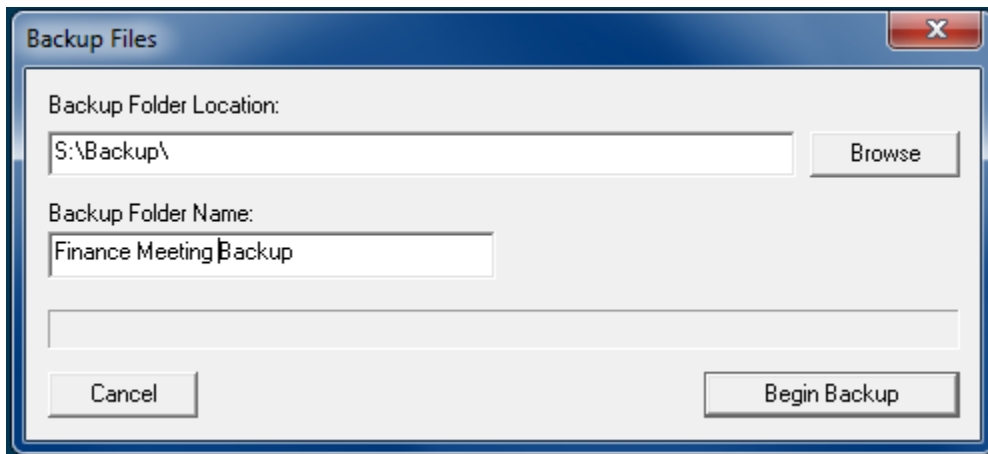 Backup Files
Backup Folder Location:
S:\Backup\
Browse
Backup Folder Name:
Finance Meeting Backup
Cancel
Begin Backup